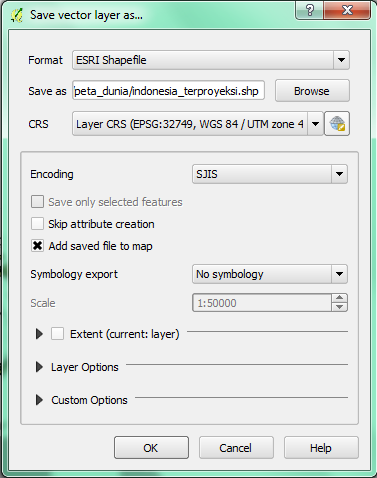 Save vector layer as...
Format ESRI Shapefile
Save as peta_dunia/indonesia_terproyeksi.shp Browse
CRS Layer CRS (EPSG:32749, WGS 84 / UTM zone 4
Encoding SJIS
Save only selected features
Skip attribute creation
Add saved file to map
Symbology export No symbology
Scale 1:50000
Extent (current: layer)
Layer Options
Custom Options
OK Cancel Help